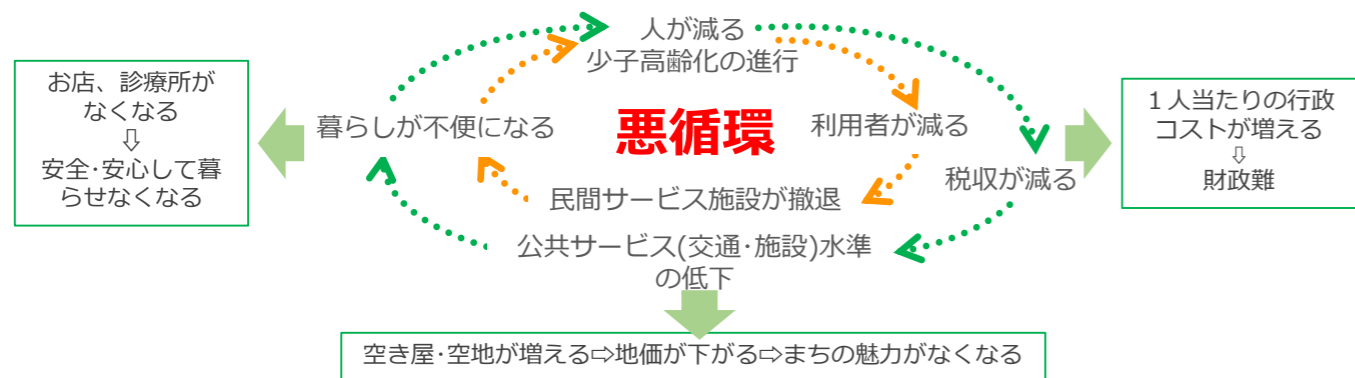 人が減る
少子高齢化の進行
お店、診療所が
なくなる
⇩
安全･安心して暮
らせなくなる
暮らしが不便になる
悪循環
利用者が減る
税収が減る
１人当たりの行政
コストが増える
⇩
財政難
民間サービス施設が撤退
公共サービス(交通･施設)水準
の低下
空き屋･空地が増える⇨地価が下がる⇨まちの魅力がなくなる